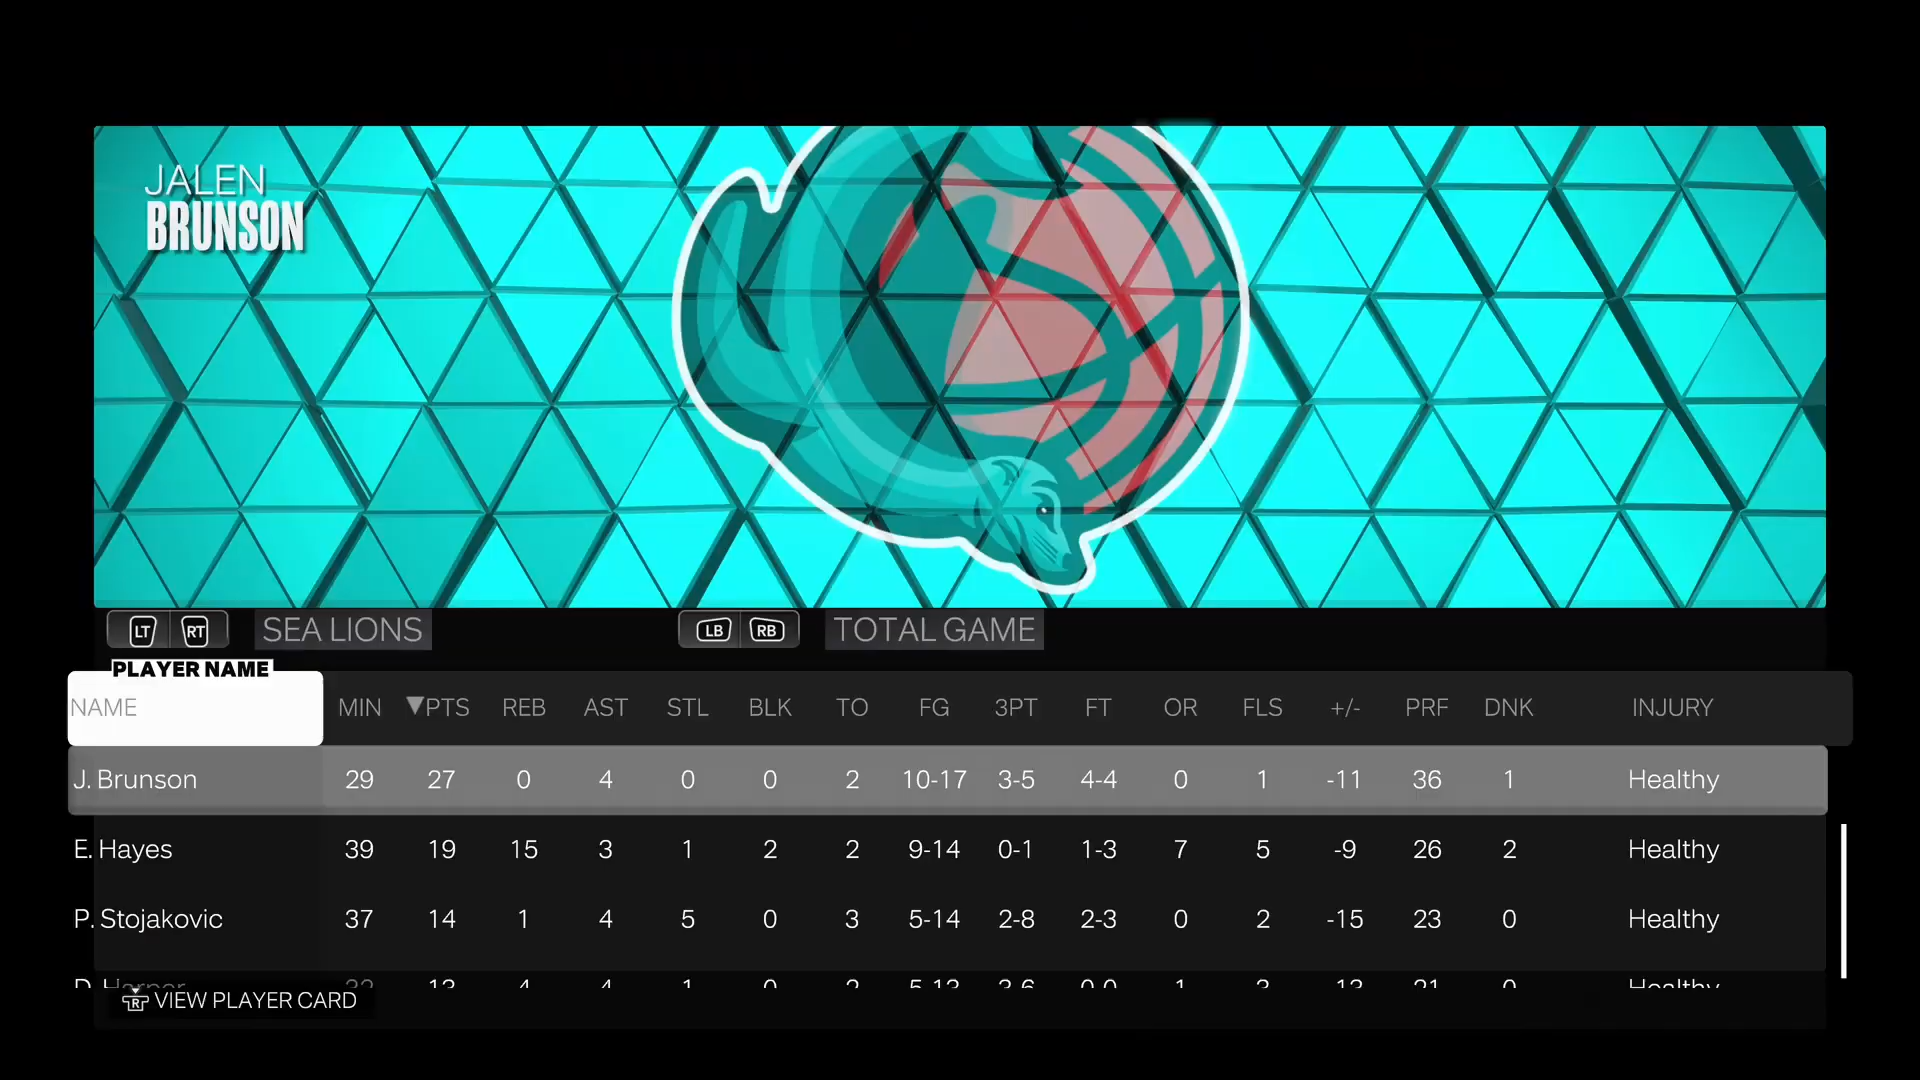 JALEN
BRUNSON
LT RT SEA LIONS LB RB TOTAL GAME
PLAYER NAME
NAME MIN ▼PTS REB AST STL BLK TO FG 3PT FT OR FLS +/- PRF DNK INJURY
J. Brunson 29 27 0 4 0 0 2 10-17 3-5 4-4 0 1 -11 36 1 Healthy
E. Hayes 39 19 15 3 1 2 2 9-14 0-1 1-3 7 5 -9 26 2 Healthy
P. Stojakovic 37 14 1 4 5 0 3 5-14 2-8 2-3 0 2 -15 23 0 Healthy
R VIEW PLAYER CARD